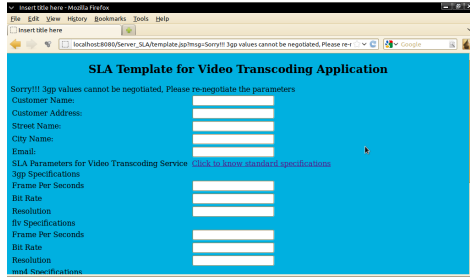 Insert title here - Mozilla Firefox
File Edit View History Bookmarks Tools Help
Insert title here
localhost:8080/Server_SLA/template.jsp?msg=Sorry!!! 3gp values cannot be negotiated, Please re-r
Google
SLA Template for Video Transcoding Application
Sorry!!! 3gp values cannot be negotiated, Please re-negotiate the parameters
Customer Name:
Customer Address:
Street Name:
City Name:
Email:
SLA Parameters for Video Transcoding Service Click to know standard specifications
3gp Specifications
Frame Per Seconds
Bit Rate
Resolution
flv Specifications
Frame Per Seconds
Bit Rate
Resolution
mp4 Specifications